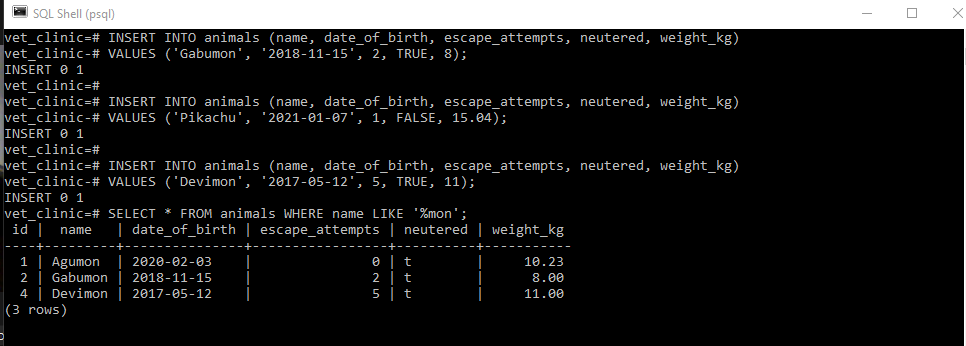 SQL Shell (psql)
vet_clinic=# INSERT INTO animals (name, date_of_birth, escape_attempts, neutered, weight_kg)
vet_clinic-# VALUES ('Gabumon', '2018-11-15', 2, TRUE, 8);
INSERT 0 1
vet_clinic=#
vet_clinic=# INSERT INTO animals (name, date_of_birth, escape_attempts, neutered, weight_kg)
vet_clinic-# VALUES ('Pikachu', '2021-01-07', 1, FALSE, 15.04);
INSERT 0 1
vet_clinic=#
vet_clinic=# INSERT INTO animals (name, date_of_birth, escape_attempts, neutered, weight_kg)
vet_clinic-# VALUES ('Devimon', '2017-05-12', 5, TRUE, 11);
INSERT 0 1
vet_clinic=# SELECT * FROM animals WHERE name LIKE '%mon';
 id |  name   | date_of_birth | escape_attempts | neutered | weight_kg
----+---------+---------------+-----------------+----------+-----------
  1 | Agumon  | 2020-02-03    |               0 | t        |     10.23
  2 | Gabumon | 2018-11-15    |               2 | t        |      8.00
  4 | Devimon | 2017-05-12    |               5 | t        |     11.00
(3 rows)